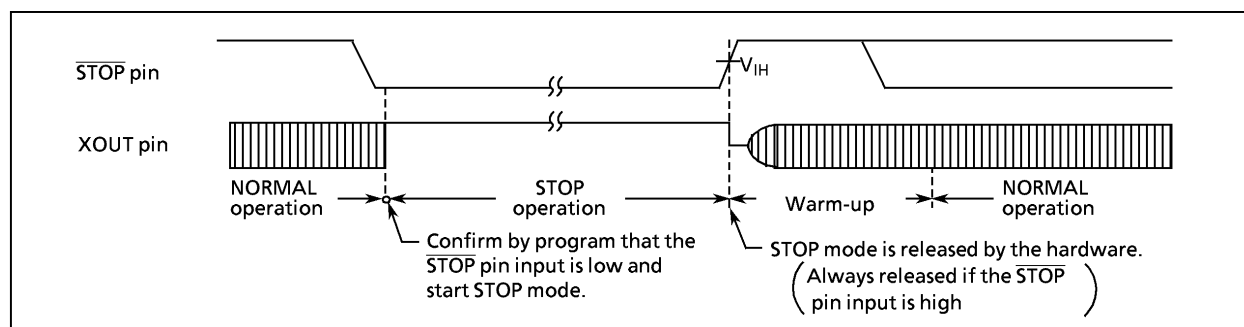 STOP pin
VIH
XOUT pin
NORMAL
operation
STOP
operation
Warm-up
NORMAL
operation
Confirm by program that the
STOP pin input is low and
start STOP mode.
STOP mode is released by the hardware.
(Always released if the STOP
pin input is high)